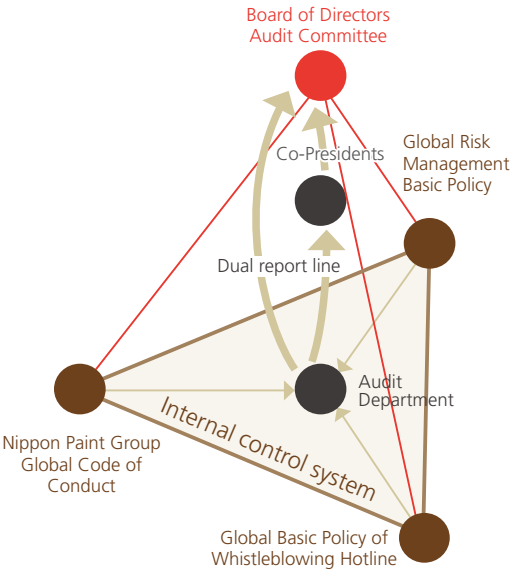 Board of Directors
Audit Committee
Co-Presidents
Global Risk
Management
Basic Policy
Dual report line
Audit
Department
Internal control system
Nippon Paint Group
Global Code of
Conduct
Global Basic Policy of
Whistleblowing Hotline